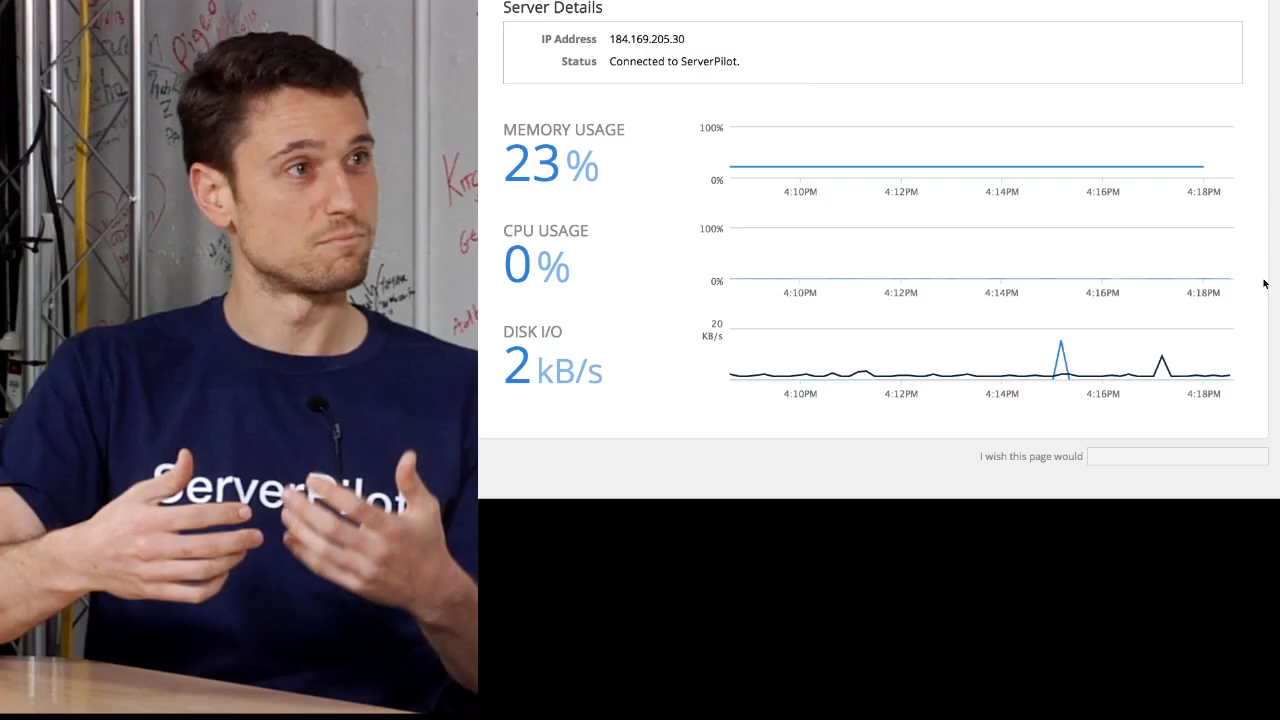 Server Details
IP Address 184.169.205.30
Status Connected to ServerPilot.
MEMORY USAGE
23 %
100%
0%
4:10PM 4:12PM 4:14PM 4:16PM 4:18PM
CPU USAGE
0 %
100%
0%
4:10PM 4:12PM 4:14PM 4:16PM 4:18PM
DISK I/O
2 kB/s
20
KB/s
4:10PM 4:12PM 4:14PM 4:16PM 4:18PM
I wish this page would
ServerPilot